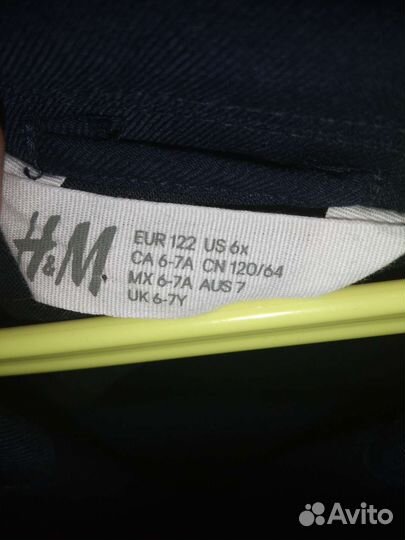 H&M
EUR 122 US 6x
CA 6-7A CN 120/64
MX 6-7A AUS 7
UK 6-7Y
Avito